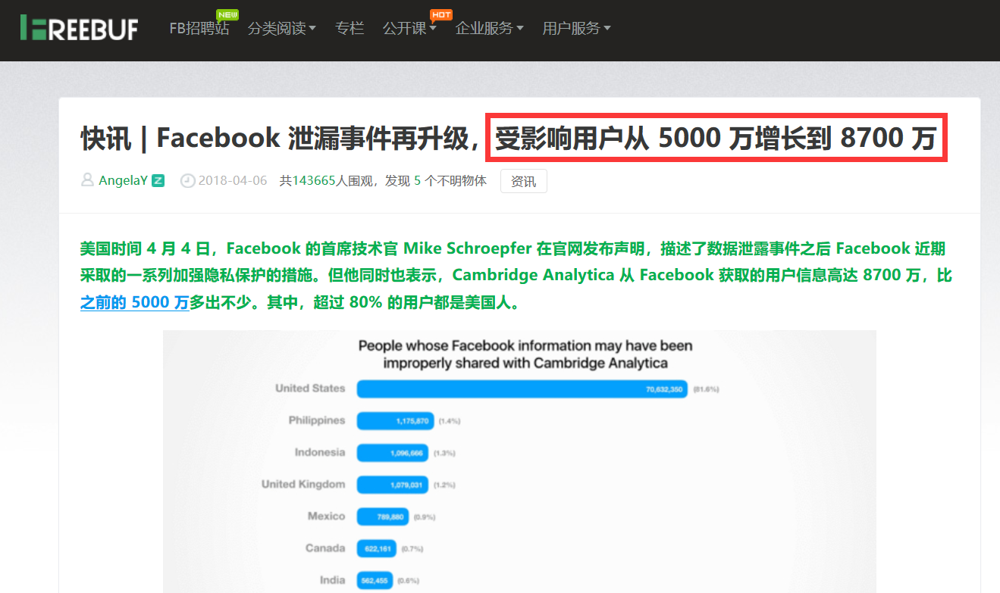 FREEBUF
FB招聘站 NEW 分类阅读 专栏 公开课 HOT 企业服务 用户服务
快讯 | Facebook 泄漏事件再升级，受影响用户从 5000 万增长到 8700 万
AngelaY Z 2018-04-06 共143665人围观，发现 5 个不明物体 资讯
美国时间 4 月 4 日，Facebook 的首席技术官 Mike Schroepfer 在官网发布声明，描述了数据泄露事件之后 Facebook 近期
采取的一系列加强隐私保护的措施。但他同时也表示，Cambridge Analytica 从 Facebook 获取的用户信息高达 8700 万，比
之前的 5000 万多出不少。其中，超过 80% 的用户都是美国人。
People whose Facebook information may have been
improperly shared with Cambridge Analytica
United States 70,632,350 (81.6%)
Philippines 1,175,870 (1.4%)
Indonesia 1,096,666 (1.3%)
United Kingdom 1,079,031 (1.2%)
Mexico 789,880 (0.9%)
Canada 622,161 (0.7%)
India 562,455 (0.6%)